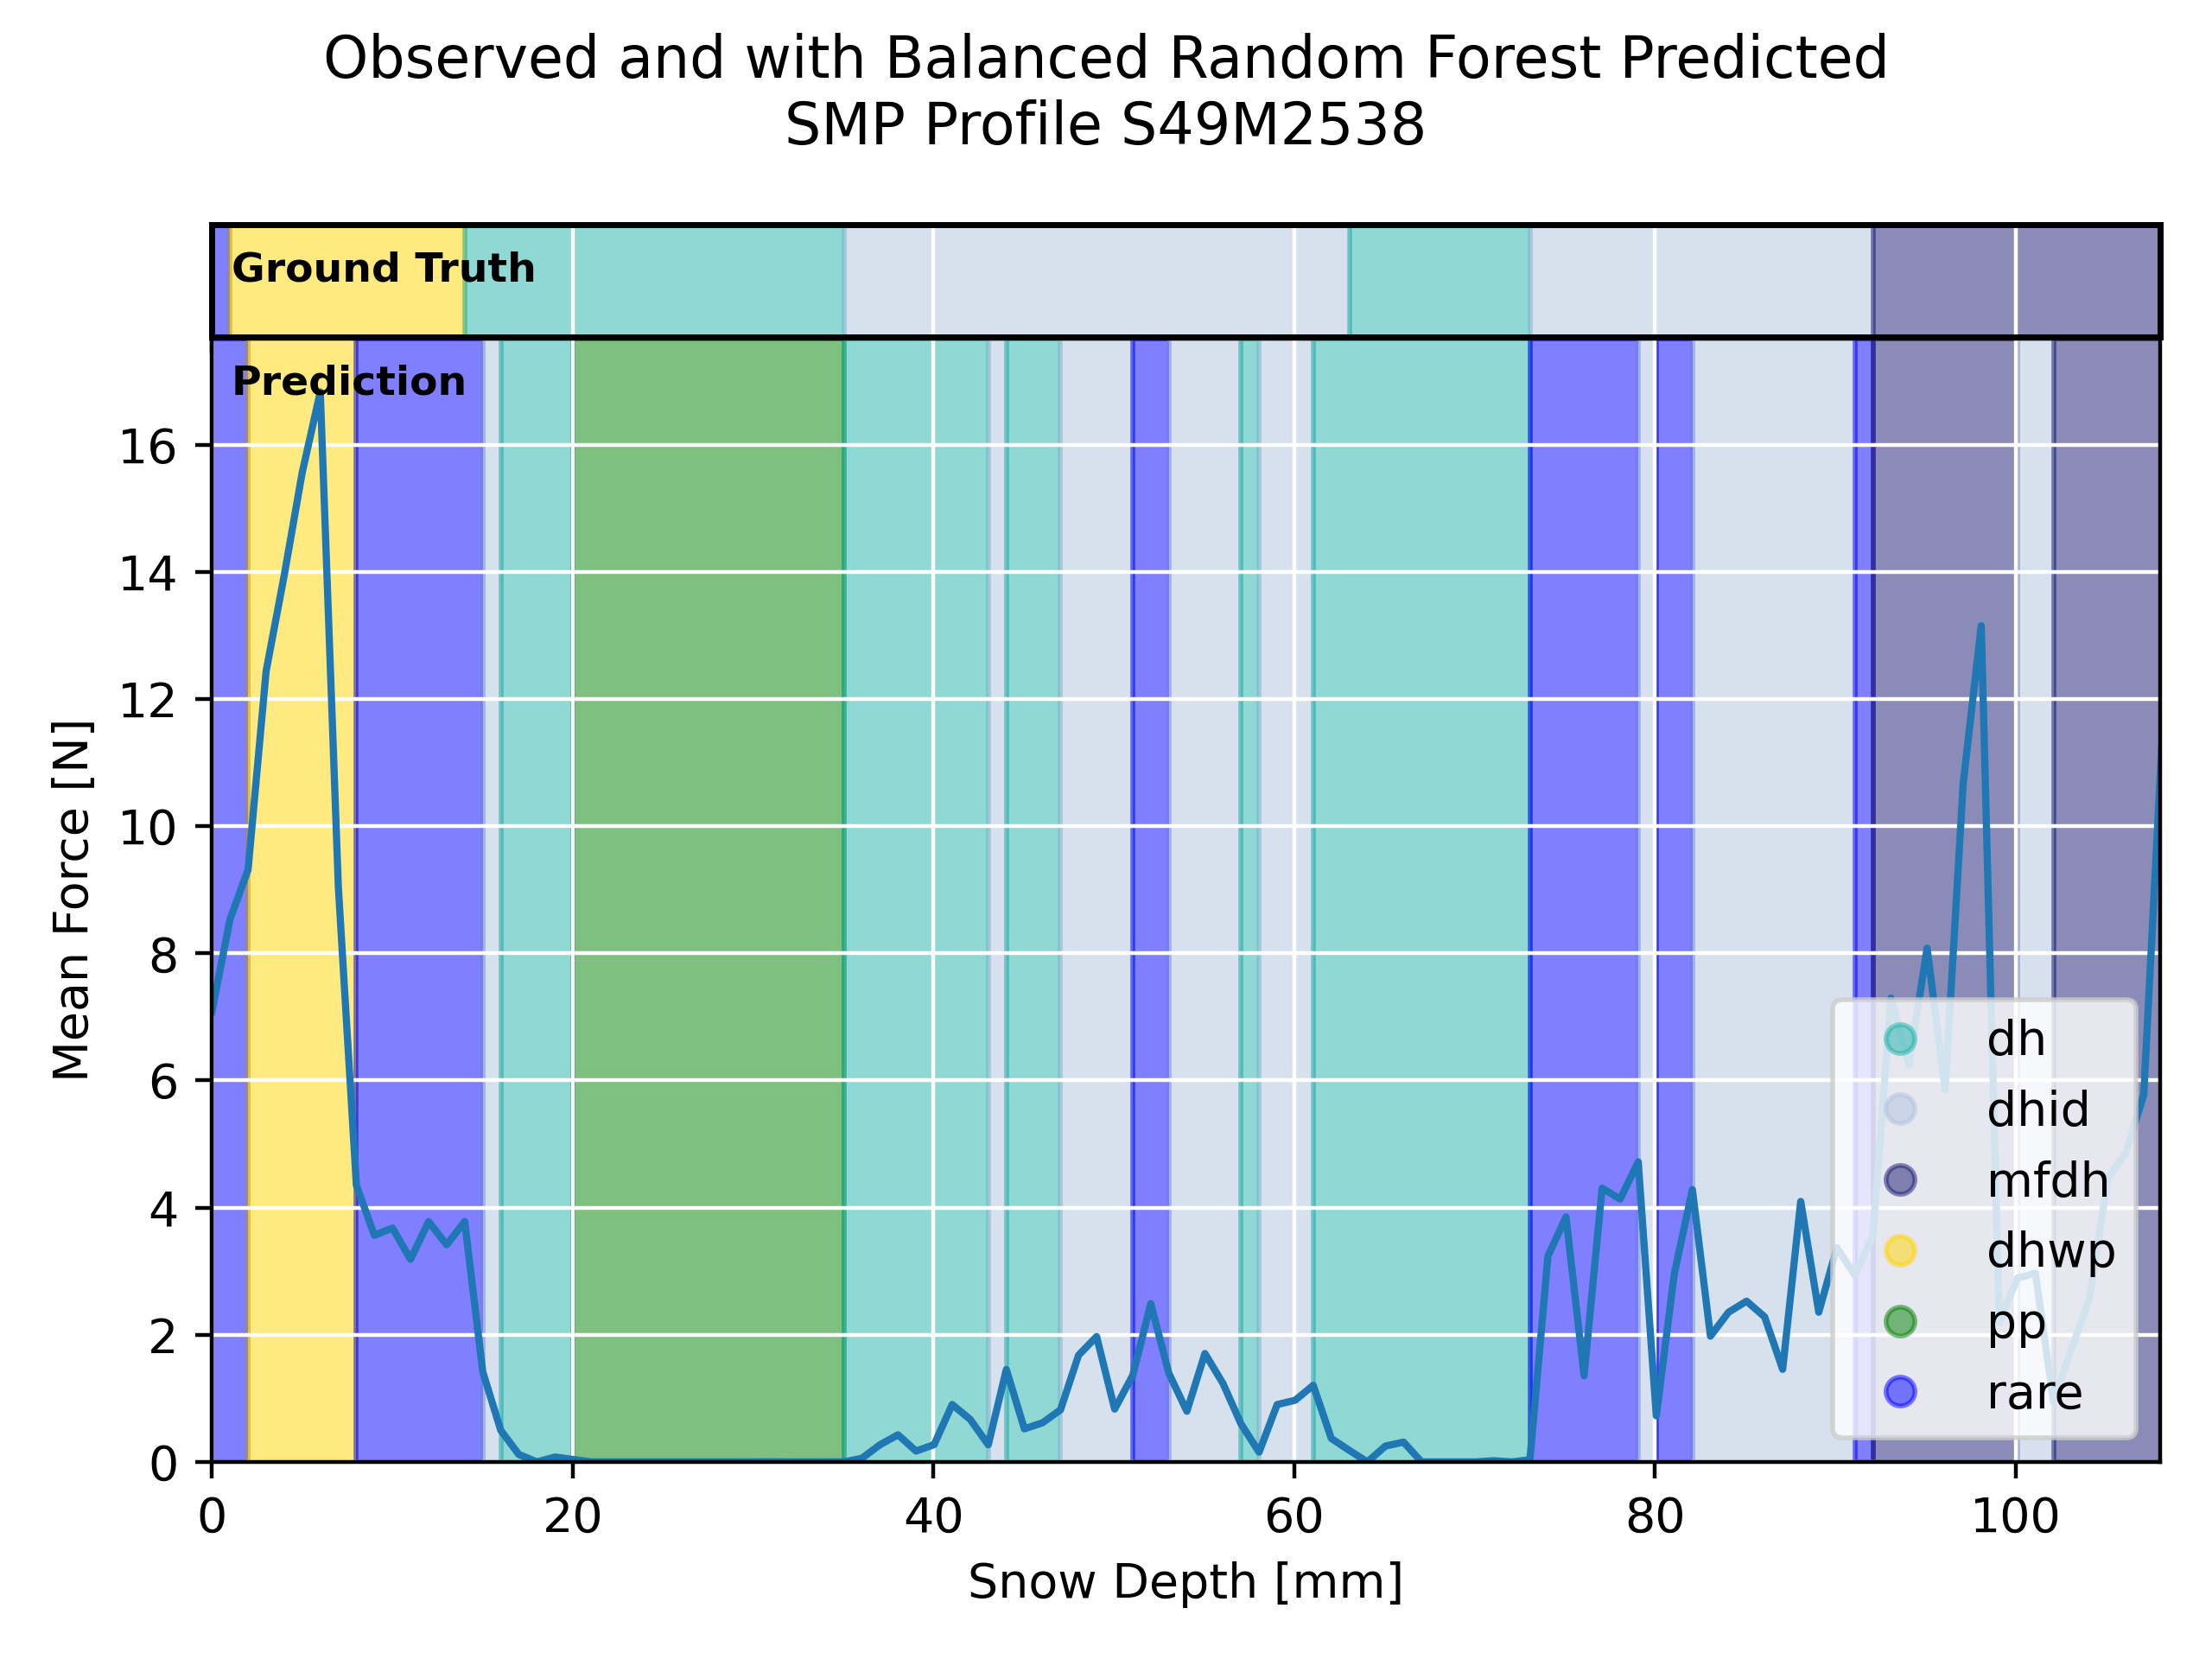 Observed and with Balanced Random Forest Predicted
SMP Profile S49M2538
Ground Truth
Prediction
16
14
12
10
8
6
4
2
0
Mean Force [N]
dh
dhid
mfdh
dhwp
pp
rare
0 20 40 60 80 100
Snow Depth [mm]